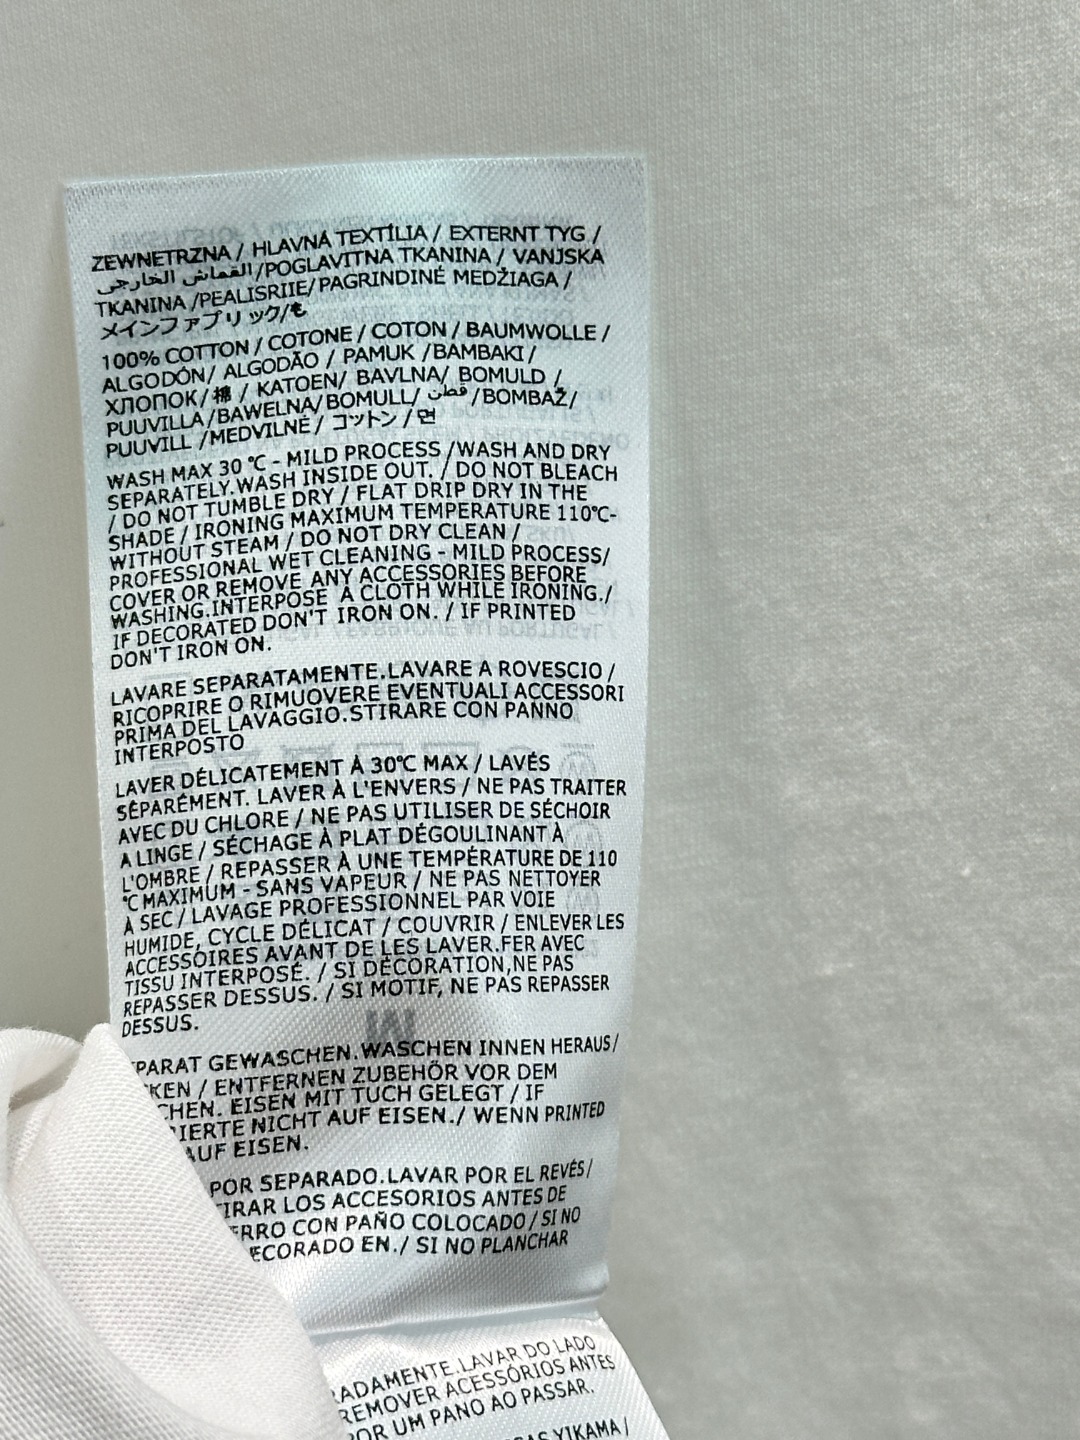 ZEWNETRZNA / HLAVNÁ TEXTÍLIA / EXTERNT TYG /
القماش الخارجي/POGLAVITNA TKANINA / VANJSKA
TKANINA /PEALISRIIE/ PAGRINDINÉ MEDŽIAGA /
メインファブリック/も
100% COTTON / COTONE / COTON / BAUMWOLLE /
ALGODÓN/ ALGODÃO / PAMUK /BAMBAKI /
ХЛОПОК/棉 / KATOEN/ BAVLNA/ BOMULD /
PUUVILLA /BAWELNA/ BOMULL/ قطن /BOMBAŽ/
PUUVILL /MEDVILNÉ / コットン / 면
WASH MAX 30 °C - MILD PROCESS /WASH AND DRY
SEPARATELY.WASH INSIDE OUT. / DO NOT BLEACH
/ DO NOT TUMBLE DRY / FLAT DRIP DRY IN THE
SHADE / IRONING MAXIMUM TEMPERATURE 110°C-
WITHOUT STEAM / DO NOT DRY CLEAN /
PROFESSIONAL WET CLEANING - MILD PROCESS/
COVER OR REMOVE ANY ACCESSORIES BEFORE
WASHING.INTERPOSE A CLOTH WHILE IRONING./
IF DECORATED DON'T IRON ON. / IF PRINTED
DON'T IRON ON.
LAVARE SEPARATAMENTE.LAVARE A ROVESCIO /
RICOPRIRE O RIMUOVERE EVENTUALI ACCESSORI
PRIMA DEL LAVAGGIO.STIRARE CON PANNO
INTERPOSTO
LAVER DÉLICATEMENT À 30°C MAX / LAVÉS
SÉPARÉMENT. LAVER À L'ENVERS / NE PAS TRAITER
AVEC DU CHLORE / NE PAS UTILISER DE SÉCHOIR
A LINGE / SÉCHAGE À PLAT DÉGOULINANT À
L'OMBRE / REPASSER À UNE TEMPÉRATURE DE 110
°C MAXIMUM - SANS VAPEUR / NE PAS NETTOYER
À SEC / LAVAGE PROFESSIONNEL PAR VOIE
HUMIDE, CYCLE DÉLICAT / COUVRIR / ENLEVER LES
ACCESSOIRES AVANT DE LES LAVER.FER AVEC
TISSU INTERPOSÉ. / SI DÉCORATION,NE PAS
REPASSER DESSUS. / SI MOTIF, NE PAS REPASSER
DESSUS.
PARAT GEWASCHEN.WASCHEN INNEN HERAUS/
KEN / ENTFERNEN ZUBEHÖR VOR DEM
CHEN. EISEN MIT TUCH GELEGT / IF
IERTE NICHT AUF EISEN./ WENN PRINTED
AUF EISEN.
POR SEPARADO.LAVAR POR EL REVÉS/
IRAR LOS ACCESORIOS ANTES DE
ERRO CON PAÑO COLOCADO / SI NO
ECORADO EN./ SI NO PLANCHAR
RADAMENTE.LAVAR DO LADO
REMOVER ACESSÓRIOS ANTES
POR UM PANO AO PASSAR.
YIKAMA /